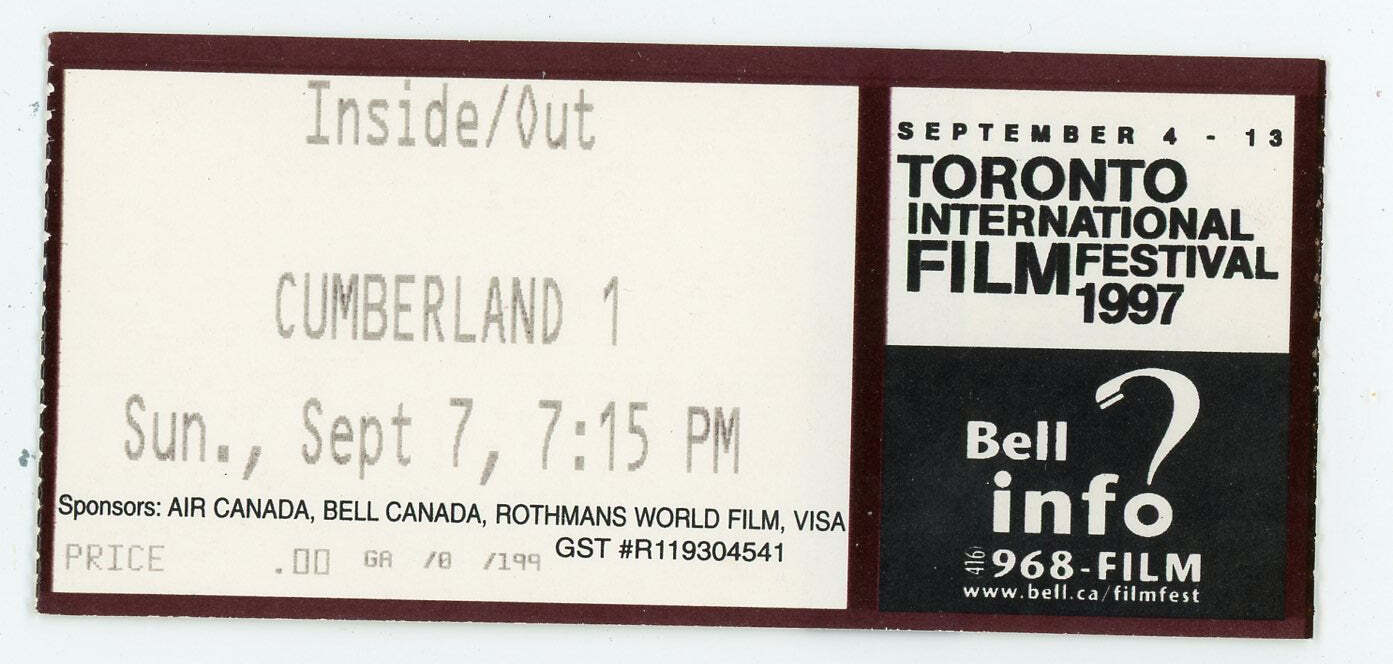 Inside/Out
CUMBERLAND 1
Sun., Sept 7, 7:15 PM
Sponsors: AIR CANADA, BELL CANADA, ROTHMANS WORLD FILM, VISA
GST #R119304541
PRICE .00 GA /0 /199
SEPTEMBER 4 - 13
TORONTO
INTERNATIONAL
FILM FESTIVAL
1997
Bell
info
416 968-FILM
www.bell.ca/filmfest